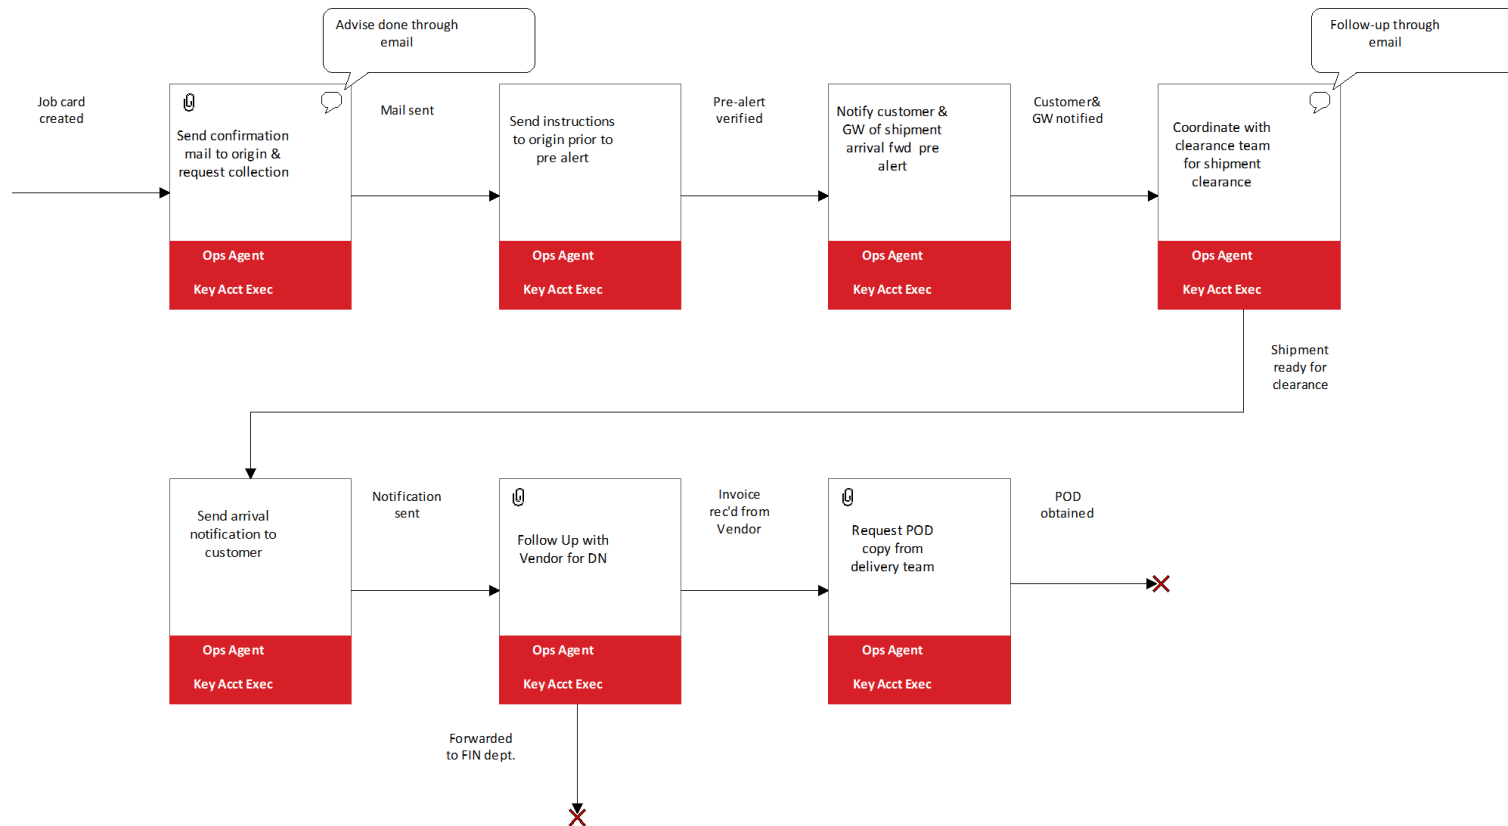 Advise done through
email
Follow-up through
email
Job card
created
Send confirmation
mail to origin &
request collection
Ops Agent
Key Acct Exec
Mail sent
Send instructions
to origin prior to
pre alert
Ops Agent
Key Acct Exec
Pre-alert
verified
Notify customer &
GW of shipment
arrival fwd pre
alert
Ops Agent
Key Acct Exec
Customer&
GW notified
Coordinate with
clearance team
for shipment
clearance
Ops Agent
Key Acct Exec
Shipment
ready for
clearance
Send arrival
notification to
customer
Ops Agent
Key Acct Exec
Notification
sent
Follow Up with
Vendor for DN
Ops Agent
Key Acct Exec
Forwarded
to FIN dept.
Invoice
rec'd from
Vendor
Request POD
copy from
delivery team
Ops Agent
Key Acct Exec
POD
obtained